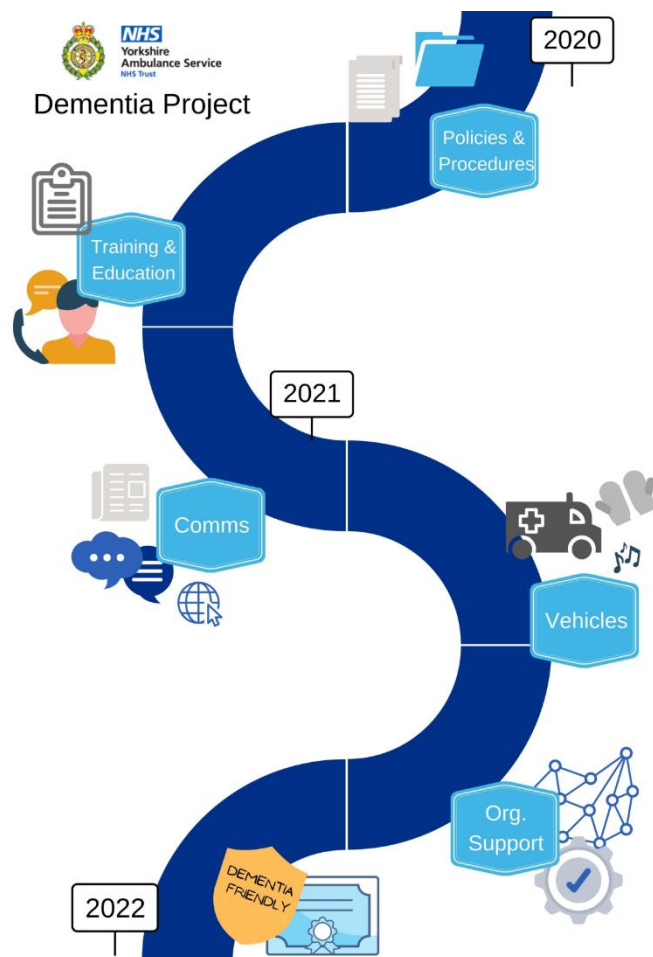 NHS
Yorkshire
Ambulance Service
NHS Trust
Dementia Project
2020
Policies &
Procedures
Training &
Education
2021
Comms
Vehicles
Org.
Support
DEMENTIA
FRIENDLY
2022